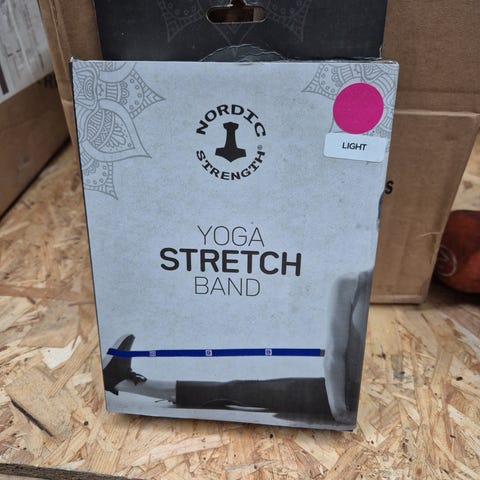 NORDIC
STRENGTH®
LIGHT
YOGA
STRETCH
BAND